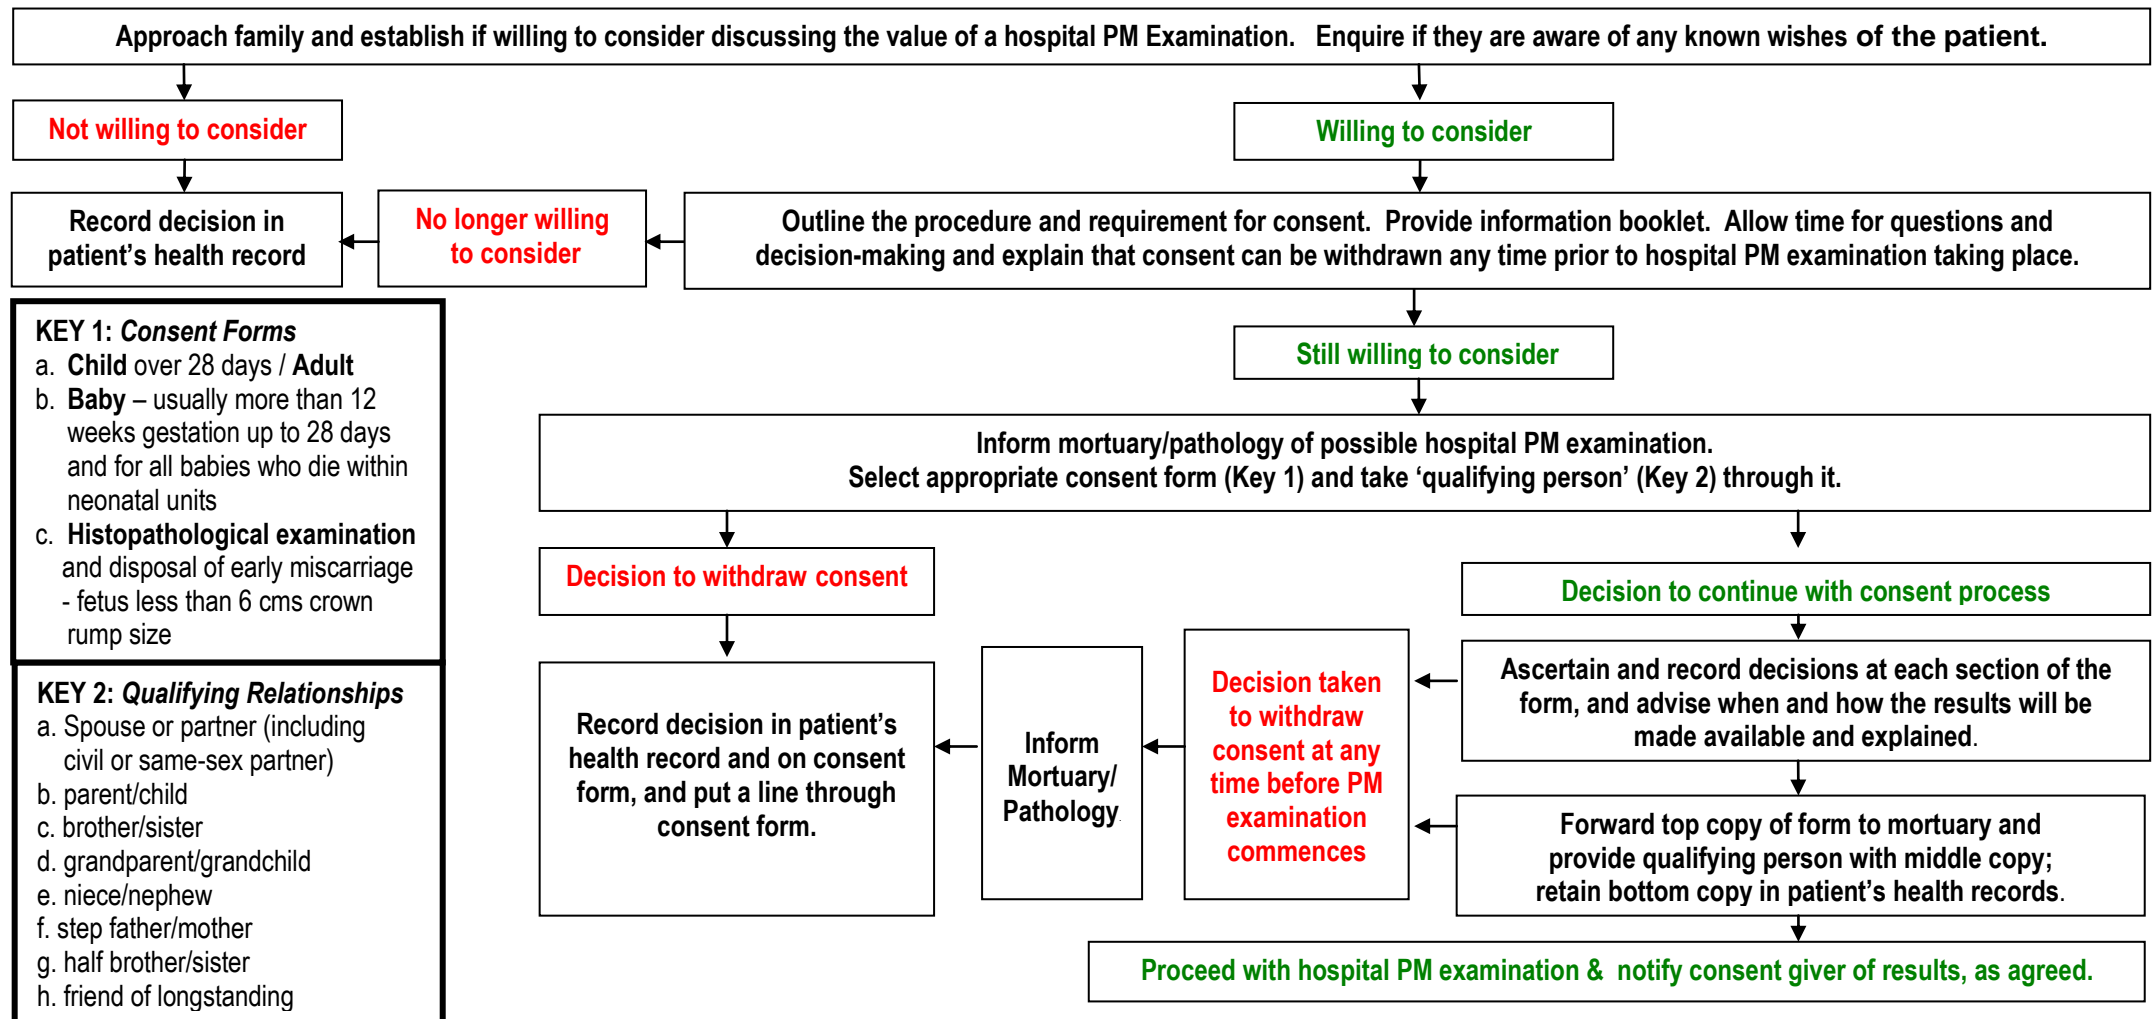 Approach family and establish if willing to consider discussing the value of a hospital PM Examination.   Enquire if they are aware of any known wishes of the patient.
Not willing to consider
Willing to consider
Record decision in
patient's health record
No longer willing
to consider
Outline the procedure and requirement for consent.  Provide information booklet.  Allow time for questions and
decision-making and explain that consent can be withdrawn any time prior to hospital PM examination taking place.
Still willing to consider
KEY 1: Consent Forms
a.  Child over 28 days / Adult
b.  Baby – usually more than 12
weeks gestation up to 28 days
and for all babies who die within
neonatal units
c.  Histopathological examination
and disposal of early miscarriage
- fetus less than 6 cms crown
rump size
Inform mortuary/pathology of possible hospital PM examination.
Select appropriate consent form (Key 1) and take 'qualifying person' (Key 2) through it.
Decision to withdraw consent
Decision to continue with consent process
KEY 2: Qualifying Relationships
a. Spouse or partner (including
civil or same-sex partner)
b. parent/child
c. brother/sister
d. grandparent/grandchild
e. niece/nephew
f. step father/mother
g. half brother/sister
h. friend of longstanding
Record decision in patient's
health record and on consent
form, and put a line through
consent form.
Inform
Mortuary/
Pathology.
Decision taken
to withdraw
consent at any
time before PM
examination
commences
Ascertain and record decisions at each section of the
form, and advise when and how the results will be
made available and explained.
Forward top copy of form to mortuary and
provide qualifying person with middle copy;
retain bottom copy in patient's health records.
Proceed with hospital PM examination &  notify consent giver of results, as agreed.